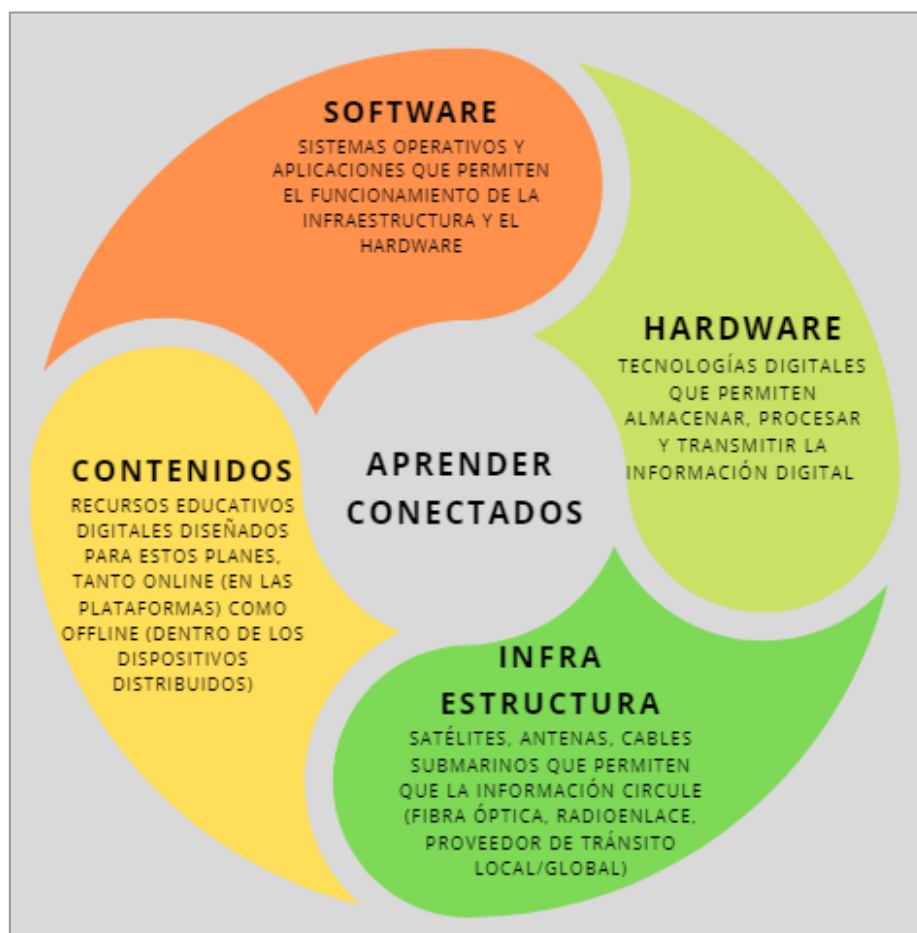 SOFTWARE
SISTEMAS OPERATIVOS Y
APLICACIONES QUE PERMITEN
EL FUNCIONAMIENTO DE LA
INFRAESTRUCTURA Y EL
HARDWARE
HARDWARE
TECNOLOGÍAS DIGITALES
QUE PERMITEN
ALMACENAR, PROCESAR
Y TRANSMITIR LA
INFORMACIÓN DIGITAL
APRENDER
CONECTADOS
CONTENIDOS
RECURSOS EDUCATIVOS
DIGITALES DISEÑADOS
PARA ESTOS PLANES,
TANTO ONLINE (EN LAS
PLATAFORMAS) COMO
OFFLINE (DENTRO DE LOS
DISPOSITIVOS
DISTRIBUIDOS)
INFRA
ESTRUCTURA
SATÉLITES, ANTENAS, CABLES
SUBMARINOS QUE PERMITEN
QUE LA INFORMACIÓN CIRCULE
(FIBRA ÓPTICA, RADIOENLACE,
PROVEEDOR DE TRÁNSITO
LOCAL/GLOBAL)